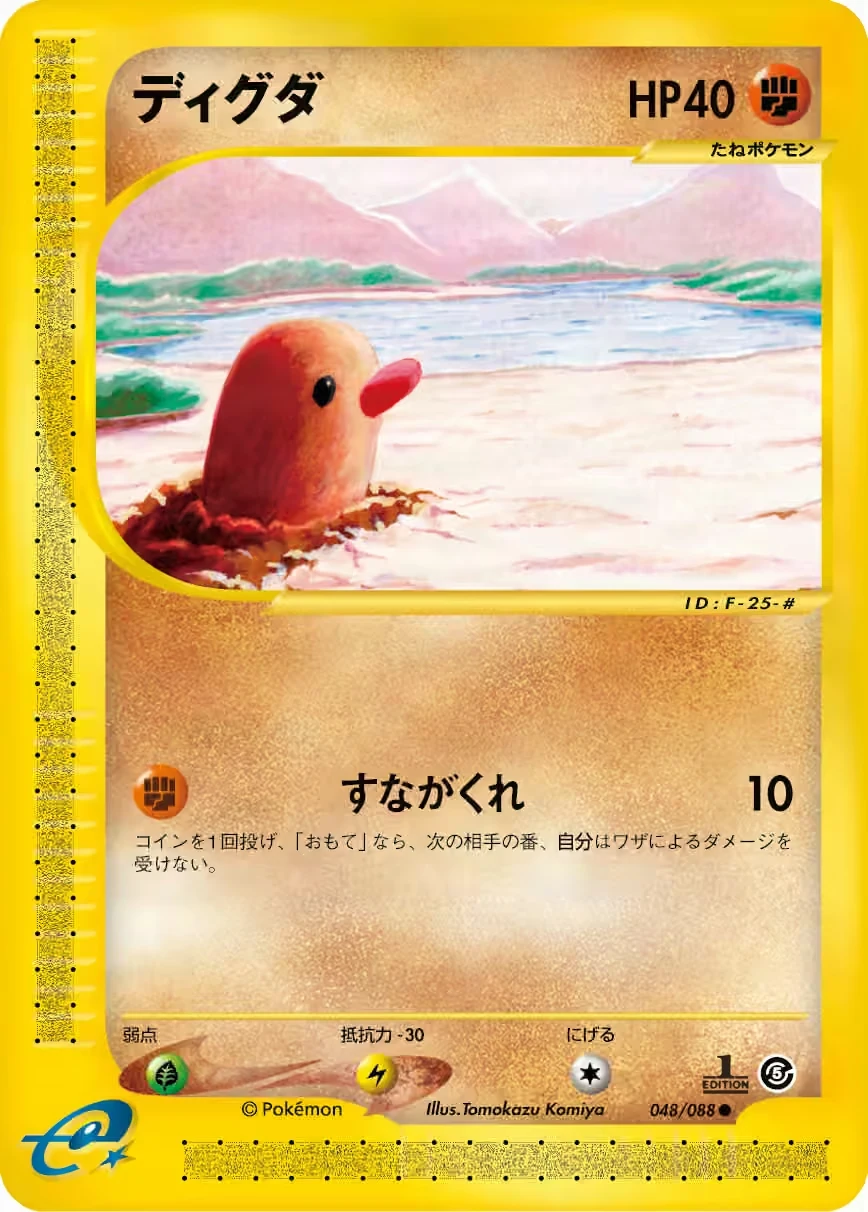 ディグダ HP40
たねポケモン
ID : F-25-#
すながくれ 10
コインを1回投げ、「おもて」なら、次の相手の番、自分はワザによるダメージを
受けない。
弱点 抵抗力 -30 にげる
1
EDITION
5
© Pokémon Illus.Tomokazu Komiya 048/088 ●
e